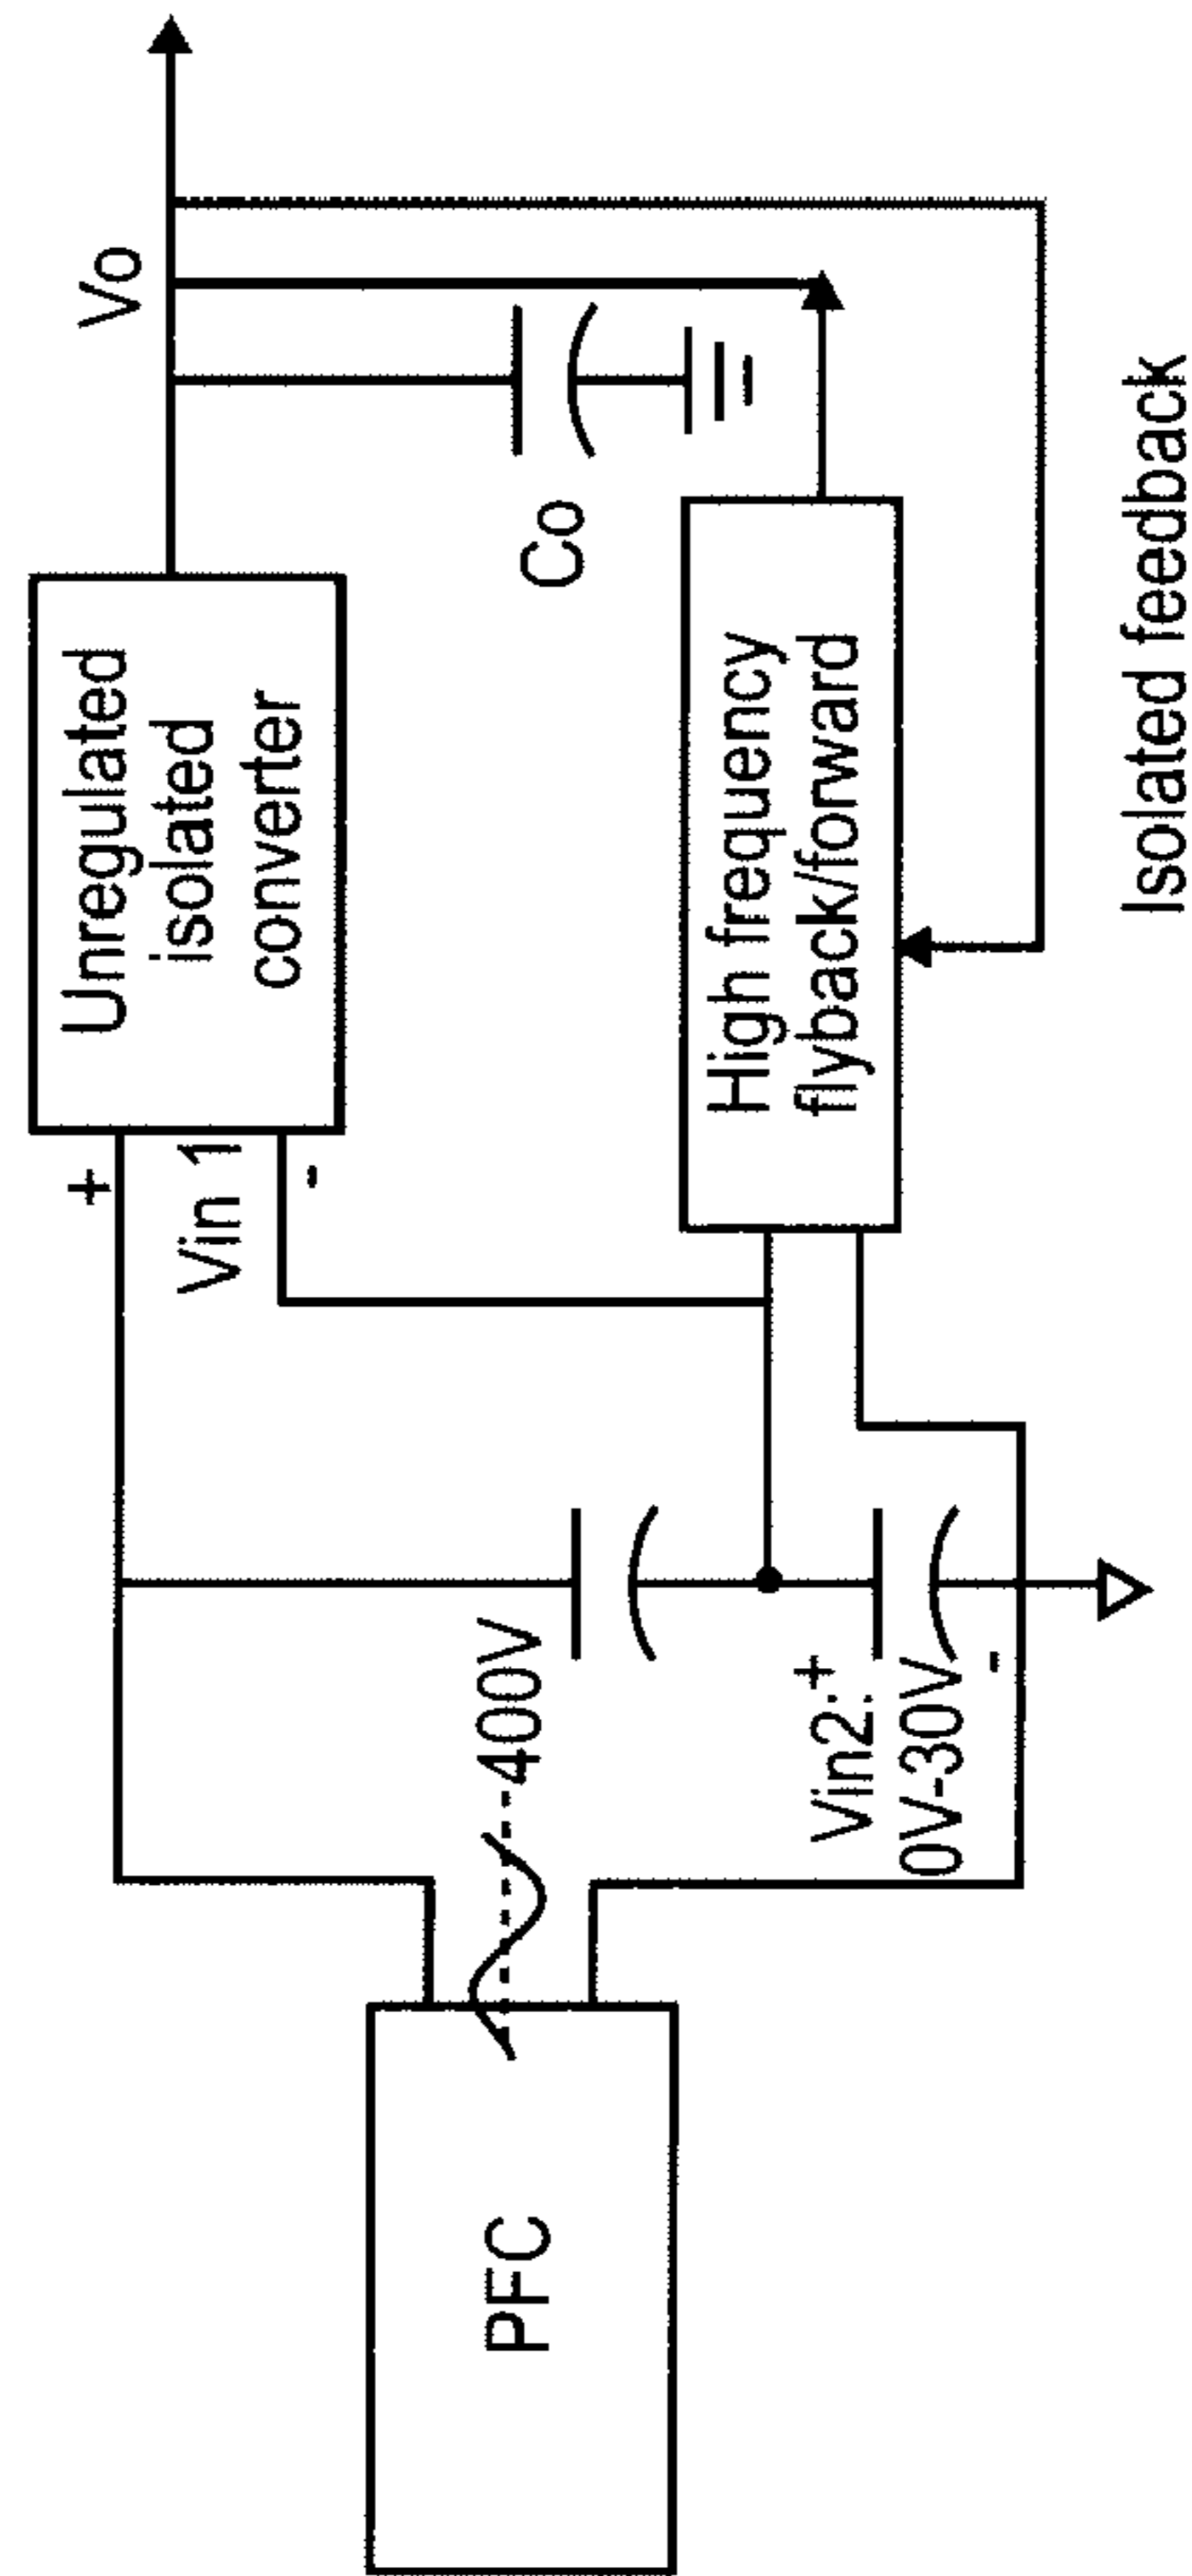 PFC
400V
Vin2:+
0V-30V
-
+
Vin 1
-
Unregulated
isolated
converter
High frequency
flyback/forward
Co
Vo
Isolated feedback